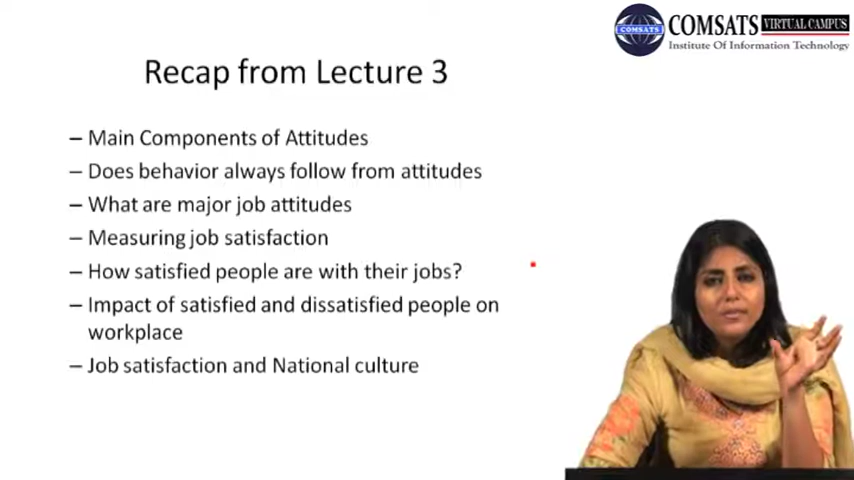 COMSATS VIRTUAL CAMPUS
COMSATS
Institute Of Information Technology
Recap from Lecture 3
– Main Components of Attitudes
– Does behavior always follow from attitudes
– What are major job attitudes
– Measuring job satisfaction
– How satisfied people are with their jobs?
– Impact of satisfied and dissatisfied people on
workplace
– Job satisfaction and National culture